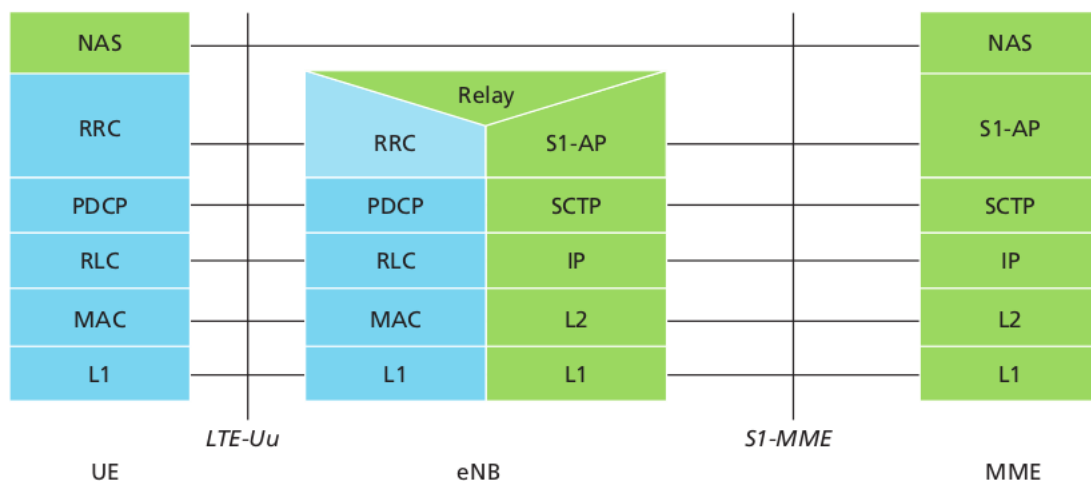 NAS
NAS
Relay
RRC
RRC
S1-AP
S1-AP
PDCP
PDCP
SCTP
SCTP
RLC
RLC
IP
IP
MAC
MAC
L2
L2
L1
L1
L1
L1
LTE-Uu
S1-MME
UE
eNB
MME